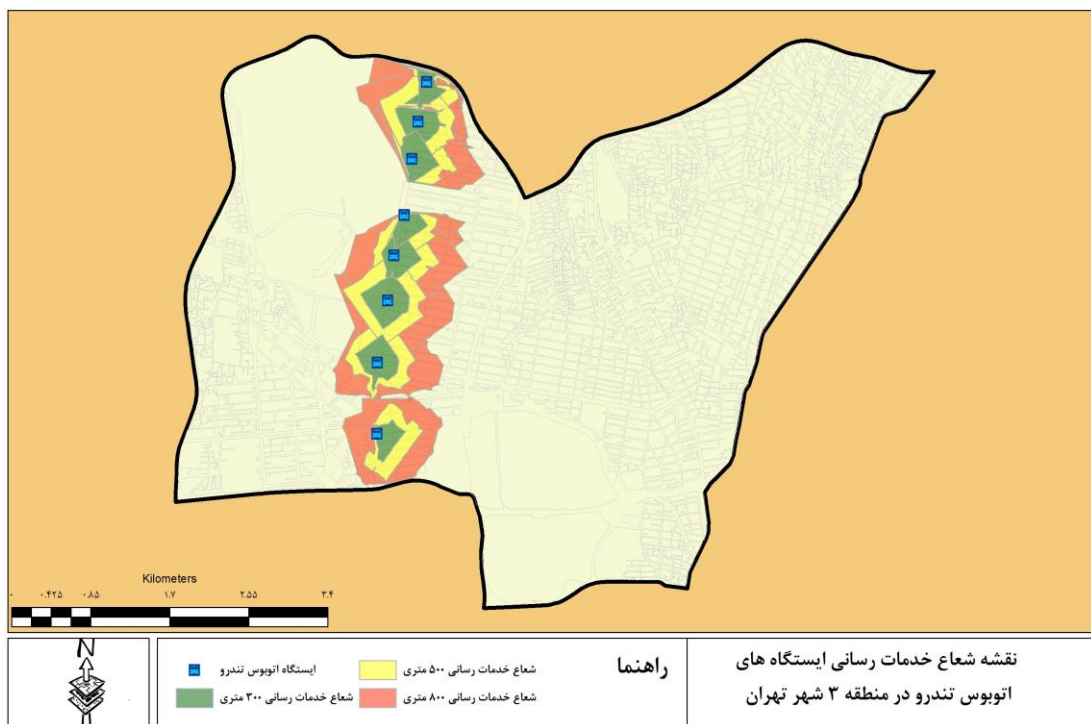 Kilometers
۰ ۰.۴۲۵ ۰.۸۵ ۱.۷ ۲.۵۵ ۳.۴
N
نقشه شعاع خدمات رسانی ایستگاه های
اتوبوس تندرو در منطقه ۳ شهر تهران
راهنما
شعاع خدمات رسانی ۵۰۰ متری
ایستگاه اتوبوس تندرو
شعاع خدمات رسانی ۸۰۰ متری
شعاع خدمات رسانی ۳۰۰ متری